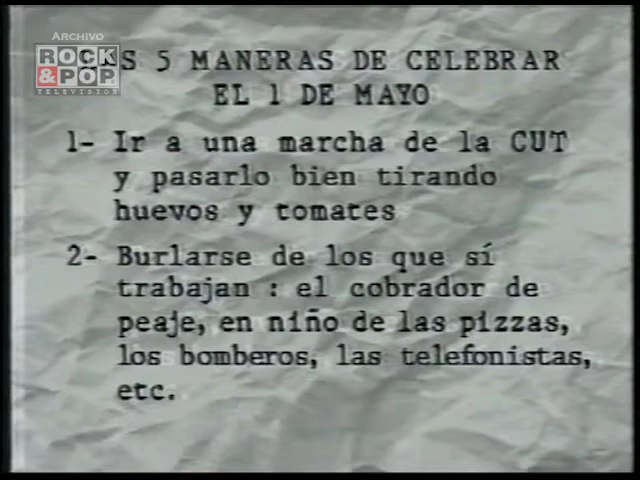 Archivo
ROCK
&POP
TELEVISION
LAS 5 MANERAS DE CELEBRAR
EL 1 DE MAYO
1- Ir a una marcha de la CUT
y pasarlo bien tirando
huevos y tomates
2- Burlarse de los que sí
trabajan : el cobrador de
peaje, en niño de las pizzas,
los bomberos, las telefonistas,
etc.